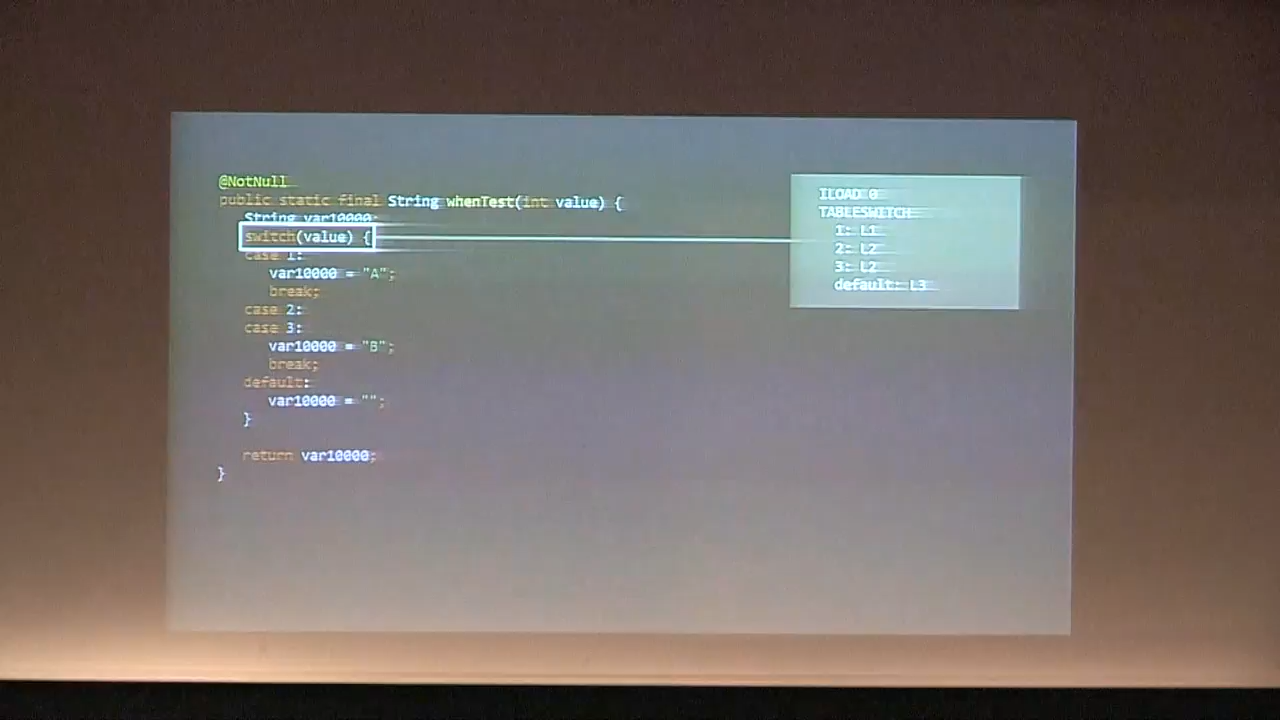 @NotNull
public static final String whenTest(int value) {
String var10000;
switch(value) {
case 1:
var10000 = "A";
break;
case 2:
case 3:
var10000 = "B";
break;
default:
var10000 = "";
}
return var10000;
}
ILOAD 0
TABLESWITCH
1: L1
2: L2
3: L2
default: L3